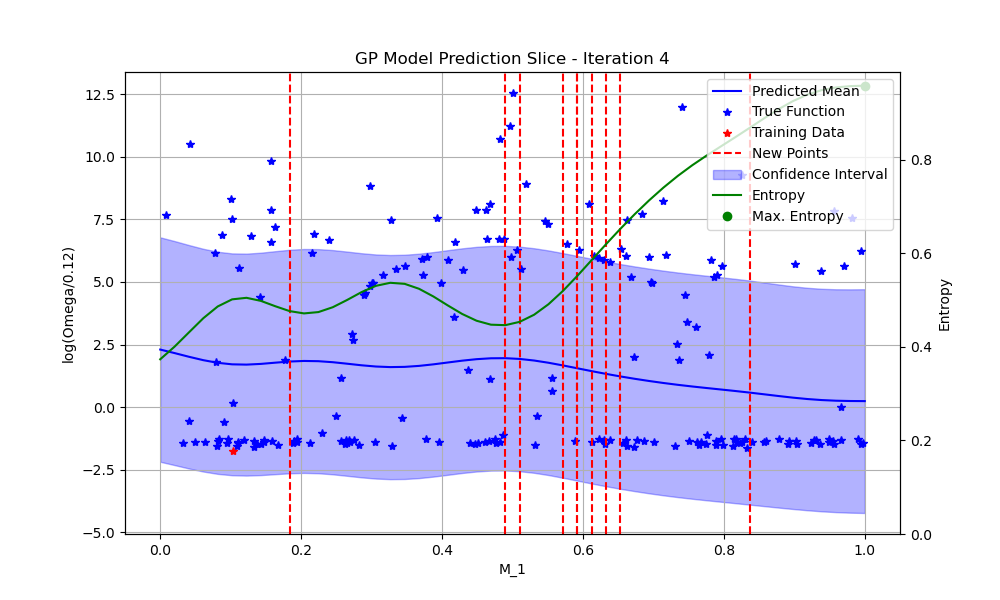 GP Model Prediction Slice - Iteration 4
Predicted Mean
True Function
Training Data
New Points
Confidence Interval
Entropy
Max. Entropy
log(Omega/0.12)
12.5
10.0
7.5
5.0
2.5
0.0
−2.5
−5.0
0.8
0.6
0.4
0.2
0.0
Entropy
0.0
0.2
0.4
0.6
0.8
1.0
M_1